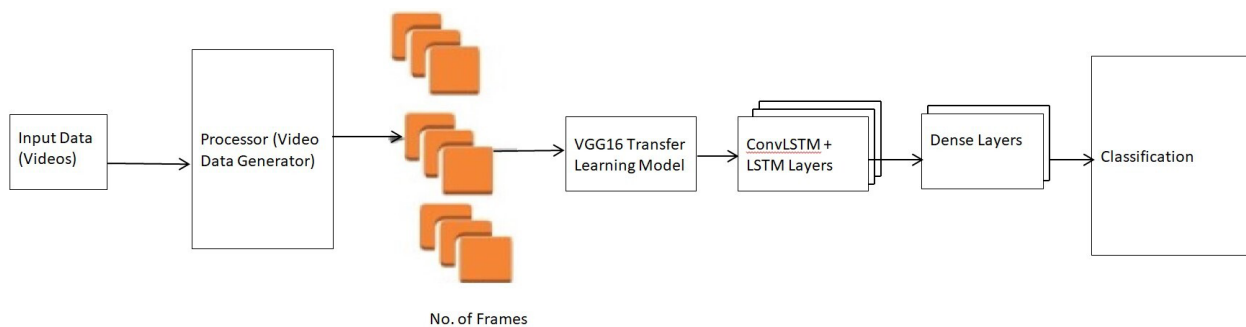 Input Data
(Videos)
Processor (Video
Data Generator)
No. of Frames
VGG16 Transfer
Learning Model
ConvLSTM +
LSTM Layers
Dense Layers
Classification